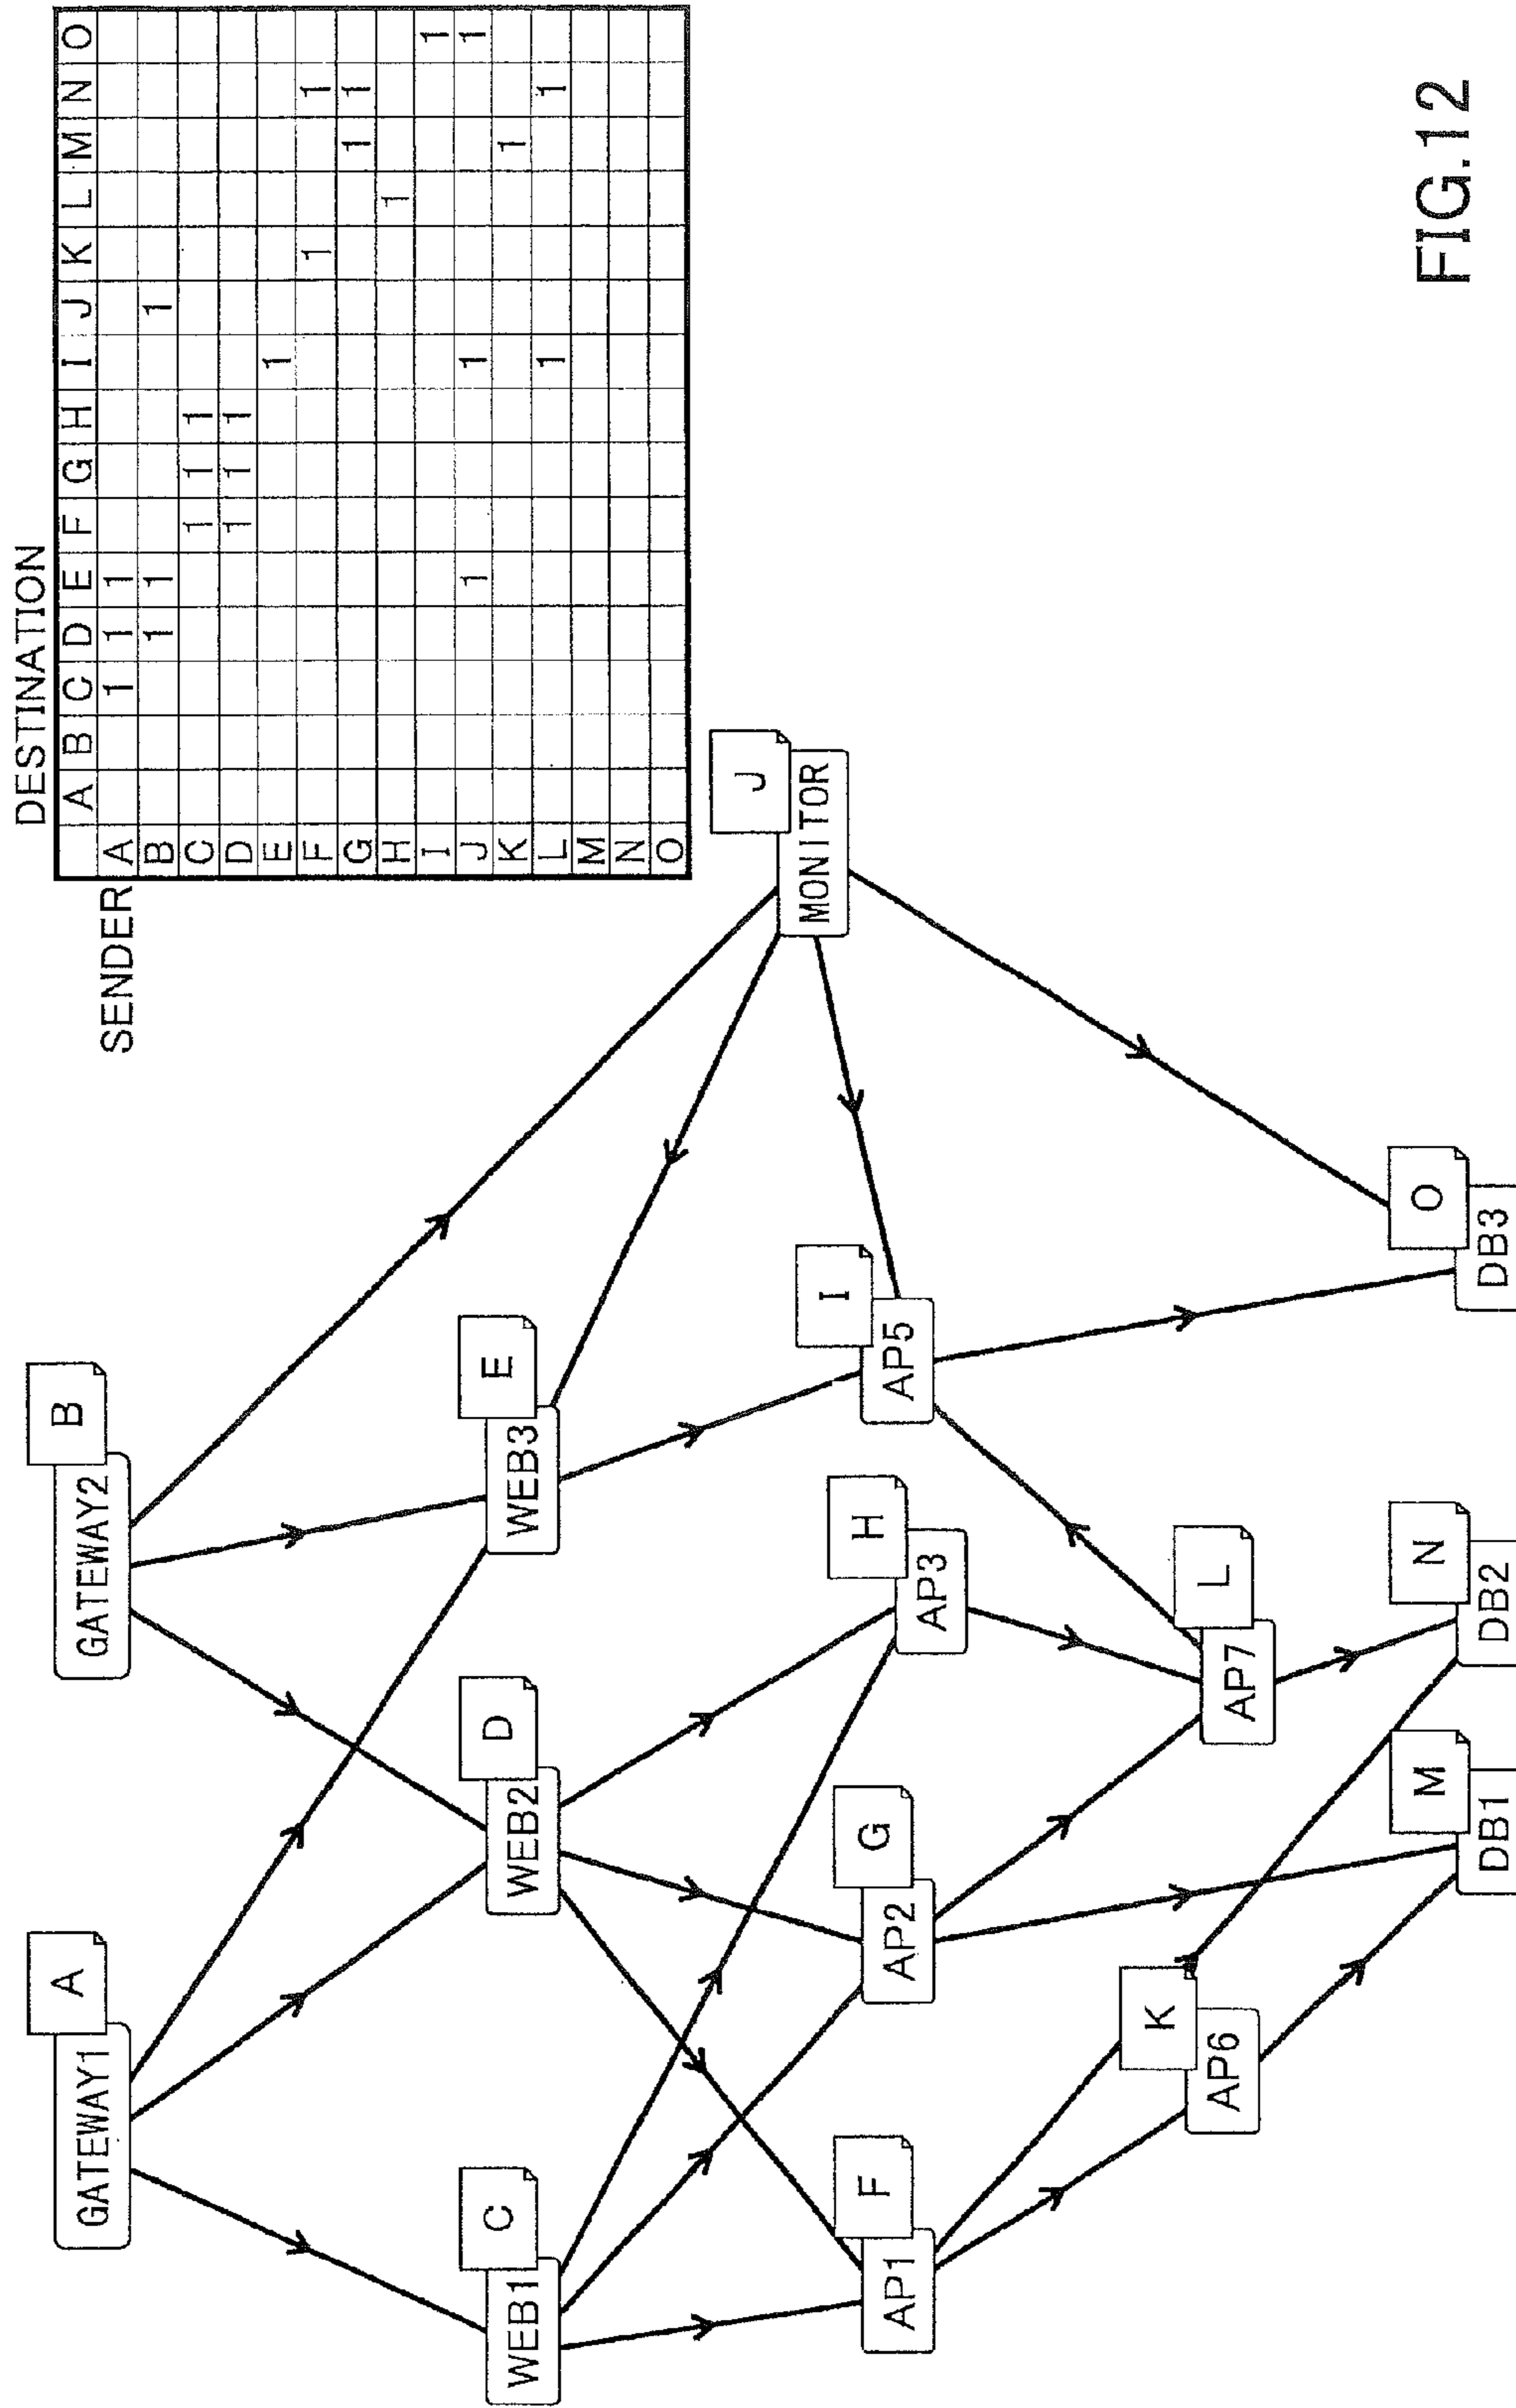 DESTINATION
A B C D E F G H I J K L M N O
SENDER
A 1 1 1
B 1 1 1
C 1 1 1
D 1 1 1
E 1
F 1 1
G 1 1
H 1
I 1
J 1 1 1
K 1
L 1 1
M
N
O
A
GATEWAY1
B
GATEWAY2
C
WEB1
D
WEB2
E
WEB3
J
MONITOR
F
AP1
G
AP2
H
AP3
I
AP5
K
AP6
L
AP7
M
DB1
N
DB2
O
DB3
FIG.12